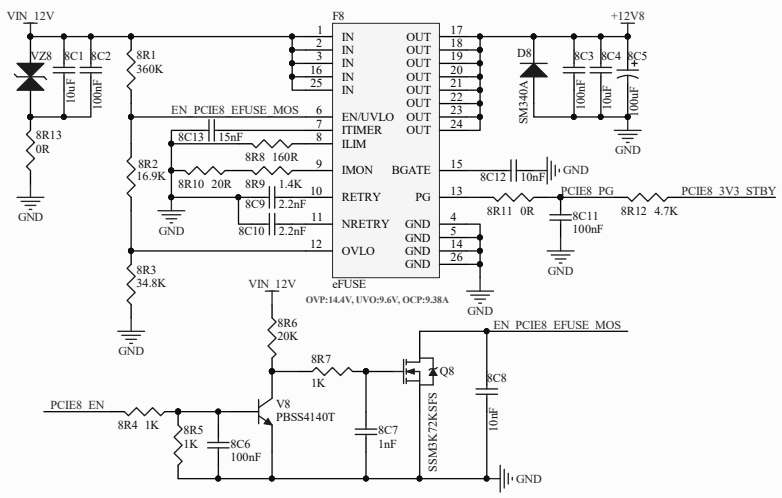 VIN_12V
F8
+12V8
1 IN OUT 17
2 IN OUT 18
3 IN OUT 19
16 IN OUT 20
25 IN OUT 21
OUT 22
OUT 23
OUT 24
VZ8
8C1
10uF
8C2
100nF
8R1
360K
D8
SM340A
8C3
100nF
8C4
10uF
8C5
+
100uF
GND
EN_PCIE8_EFUSE_MOS
6 EN/UVLO
7 ITIMER
8C13 15nF
8 ILIM
8R8 160R
8R13
0R
GND
8R2
16.9K
9 IMON
8R10 20R
8R9 1.4K
BGATE 15
8C12 10nF
GND
10 RETRY
8C9 2.2nF
PG 13
8R11 0R
PCIE8_PG
8R12 4.7K
PCIE8_3V3_STBY
8C11
100nF
GND
GND
11 NRETRY
8C10 2.2nF
12 OVLO
GND 4
GND 5
GND 14
GND 26
GND
8R3
34.8K
GND
eFUSE
OVP:14.4V, UVO:9.6V, OCP:9.38A
VIN_12V
8R6
20K
EN_PCIE8_EFUSE_MOS
8R7
1K
Q8
SSM3K72KSFS
8C8
10nF
PCIE8_EN
8R4 1K
V8
PBSS4140T
8R5
1K
8C6
100nF
8C7
1nF
GND